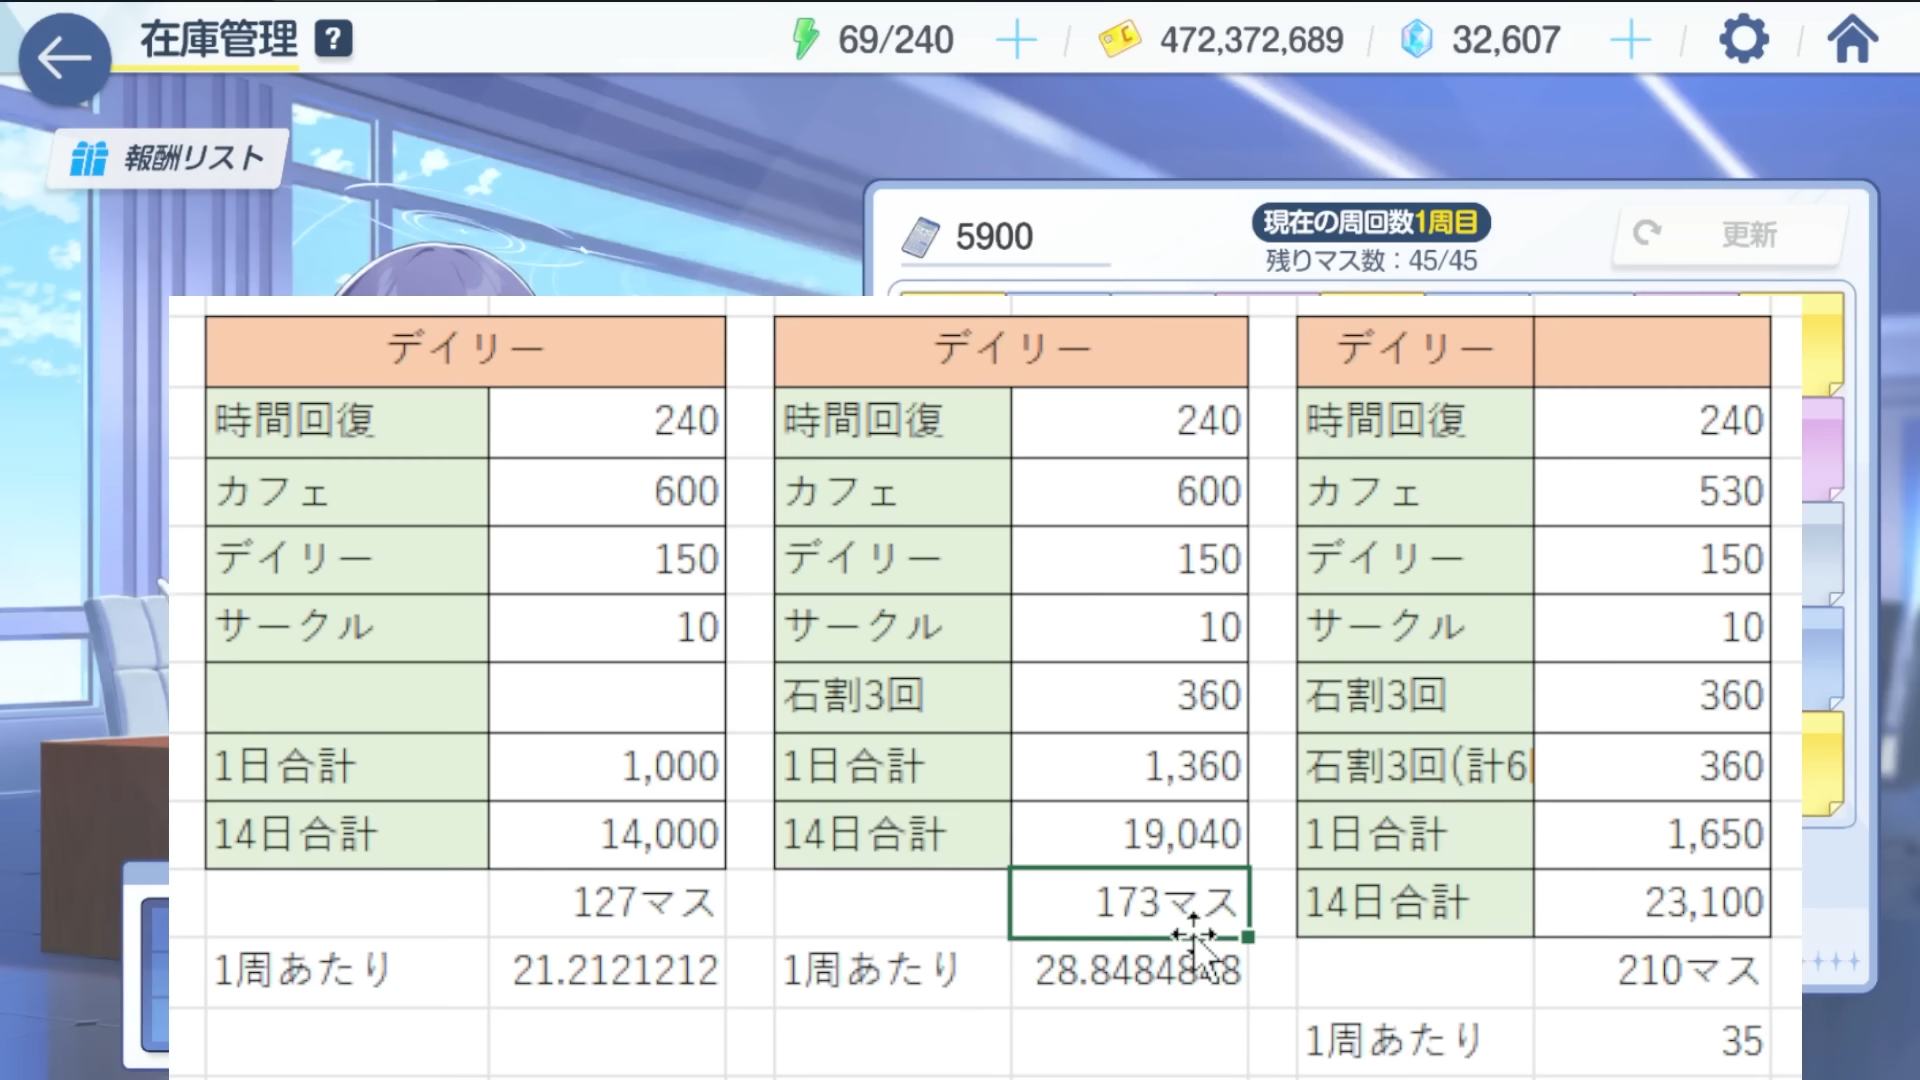 在庫管理 ?
69/240
472,372,689
32,607
報酬リスト
5900
現在の周回数1周目
残りマス数：45/45
更新
デイリー
時間回復 240
カフェ 600
デイリー 150
サークル 10
1日合計 1,000
14日合計 14,000
127マス
1周あたり 21.2121212
デイリー
時間回復 240
カフェ 600
デイリー 150
サークル 10
石割3回 360
1日合計 1,360
14日合計 19,040
173マス
1周あたり 28.8484848
デイリー
時間回復 240
カフェ 530
デイリー 150
サークル 10
石割3回 360
石割3回(計6 360
1日合計 1,650
14日合計 23,100
210マス
1周あたり 35